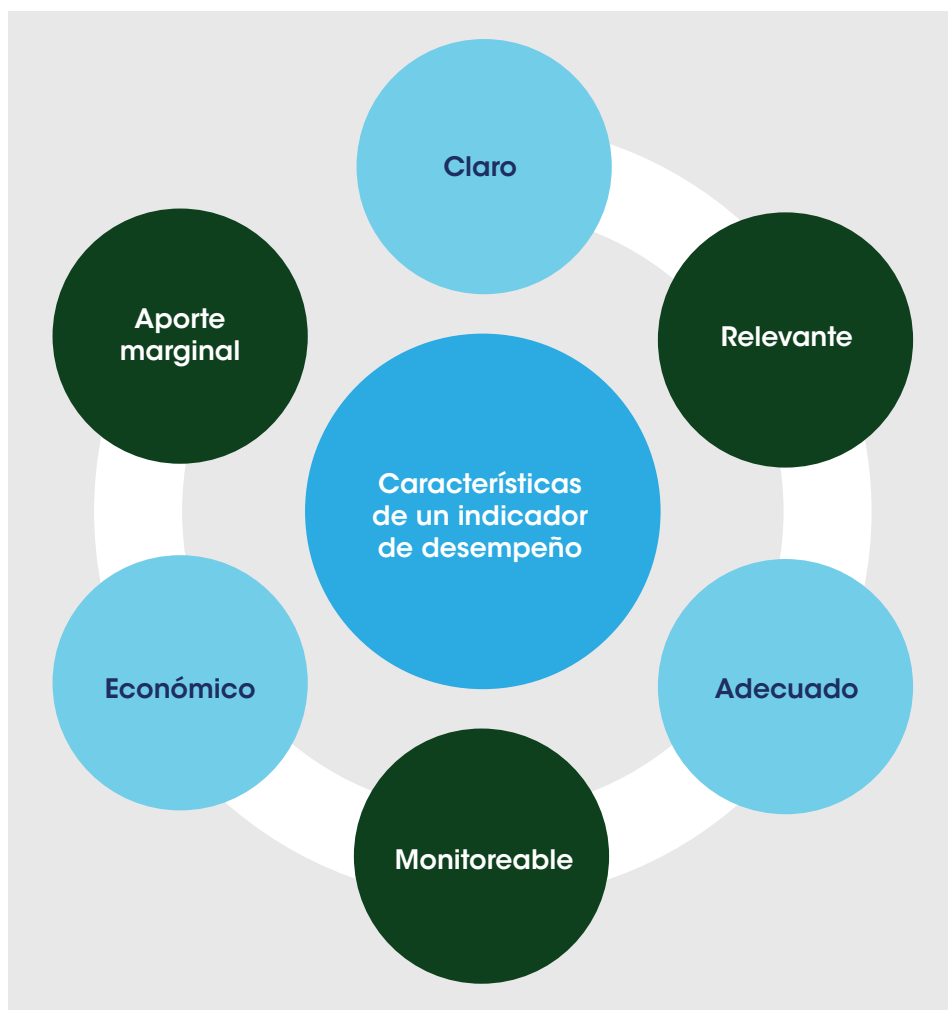 Claro
Relevante
Adecuado
Monitoreable
Económico
Aporte
marginal
Características
de un indicador
de desempeño